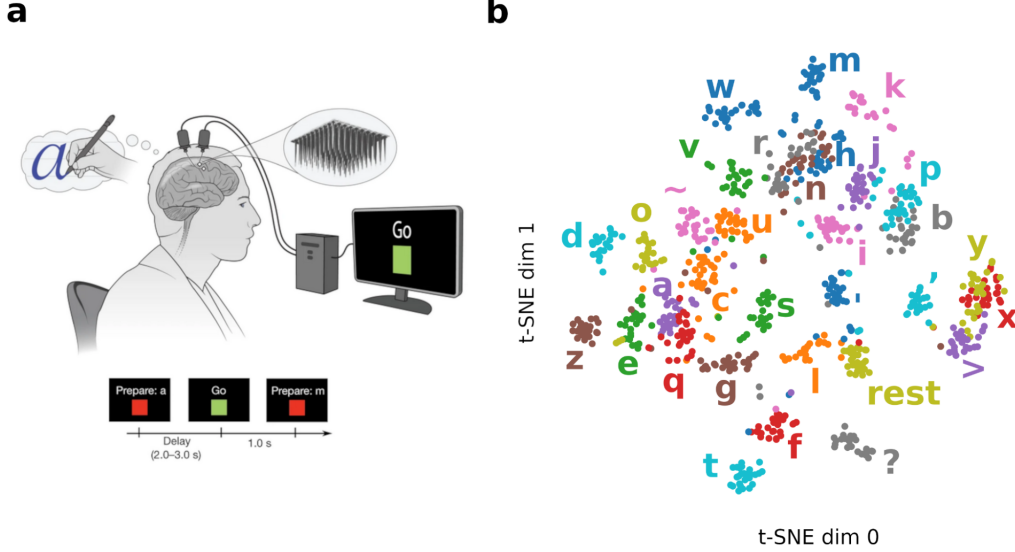 a
a
Go
Prepare: a
Go
Prepare: m
Delay
(2.0–3.0 s)
1.0 s
b
m
w
k
r
h
j
v
n
p
~
o
u
b
d
i
y
a
c
s
'
,
x
z
e
q
g
l
>
rest
f
t
?
t-SNE dim 1
t-SNE dim 0